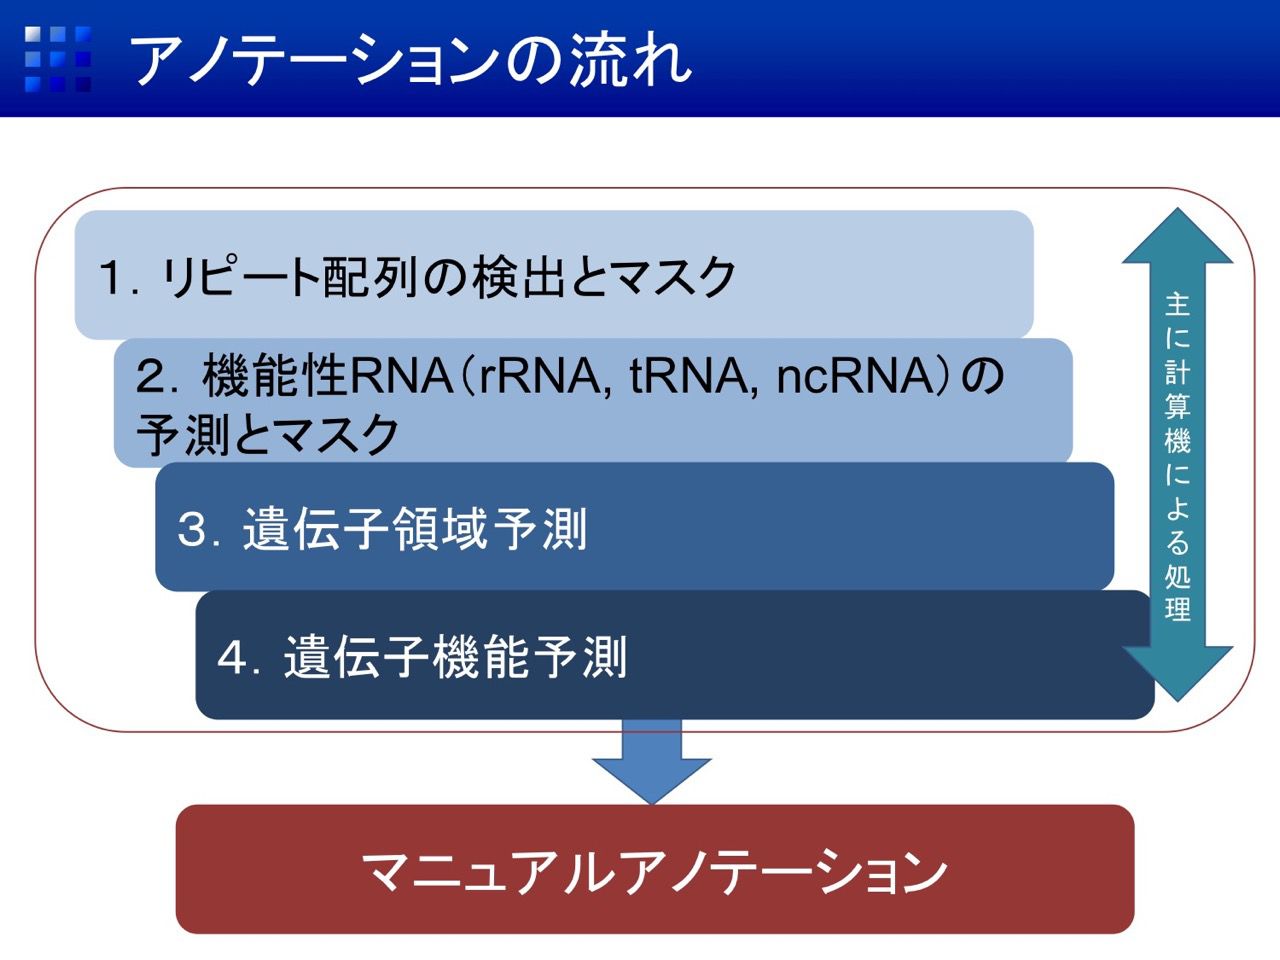 アノテーションの流れ
１．リピート配列の検出とマスク
２．機能性RNA（rRNA, tRNA, ncRNA）の
予測とマスク
３．遺伝子領域予測
４．遺伝子機能予測
主に計算機による処理
マニュアルアノテーション